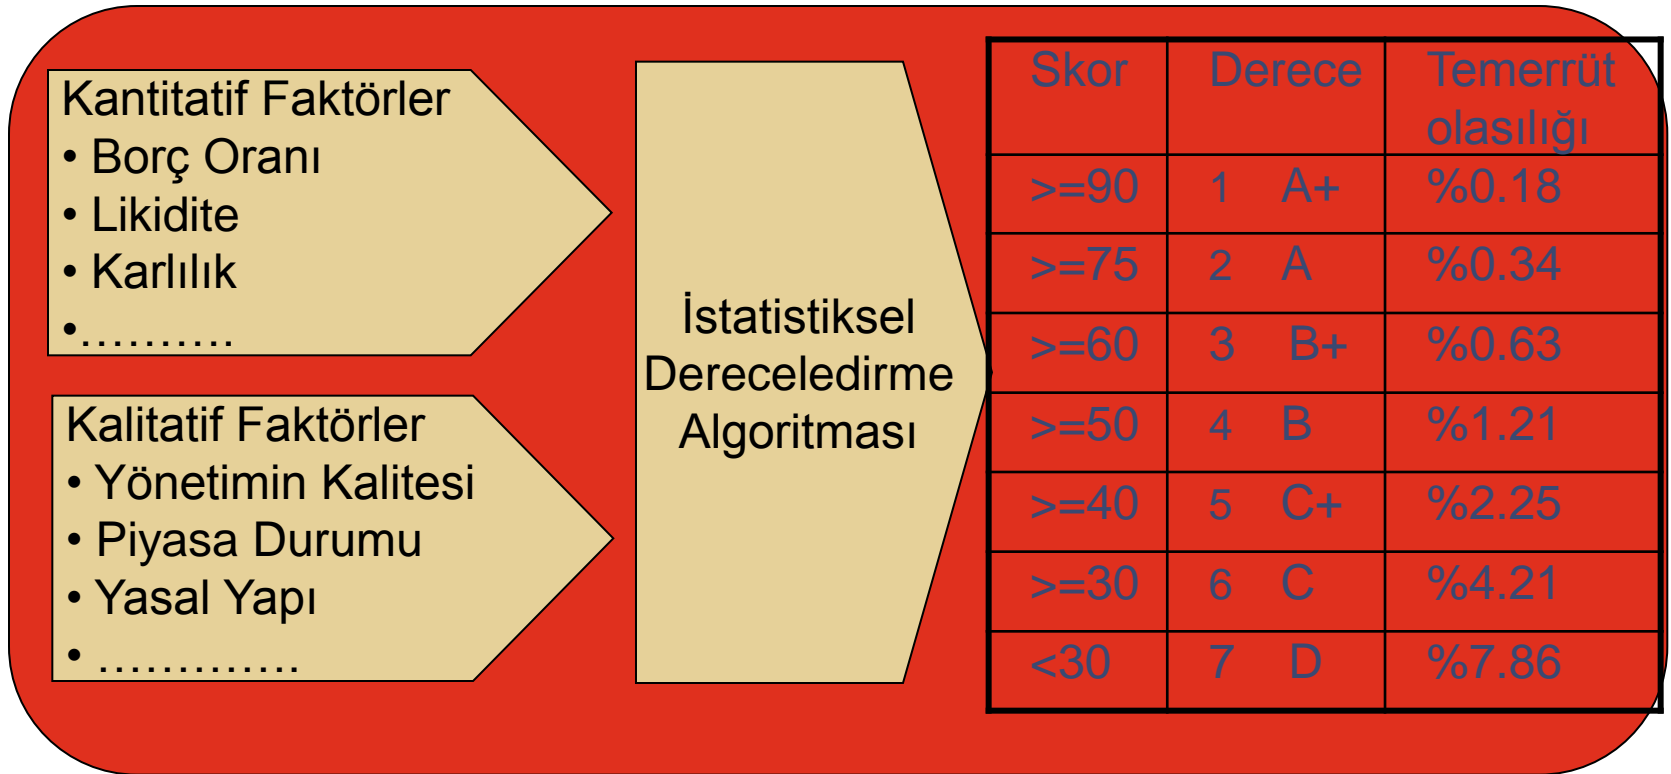 Kantitatif Faktörler
• Borç Oranı
• Likidite
• Karlılık
•……….
Kalitatif Faktörler
• Yönetimin Kalitesi
• Piyasa Durumu
• Yasal Yapı
• ………….
İstatistiksel
Dereceledirme
Algoritması
Skor Derece Temerrüt
olasılığı
>=90 1 A+ %0.18
>=75 2 A %0.34
>=60 3 B+ %0.63
>=50 4 B %1.21
>=40 5 C+ %2.25
>=30 6 C %4.21
<30 7 D %7.86